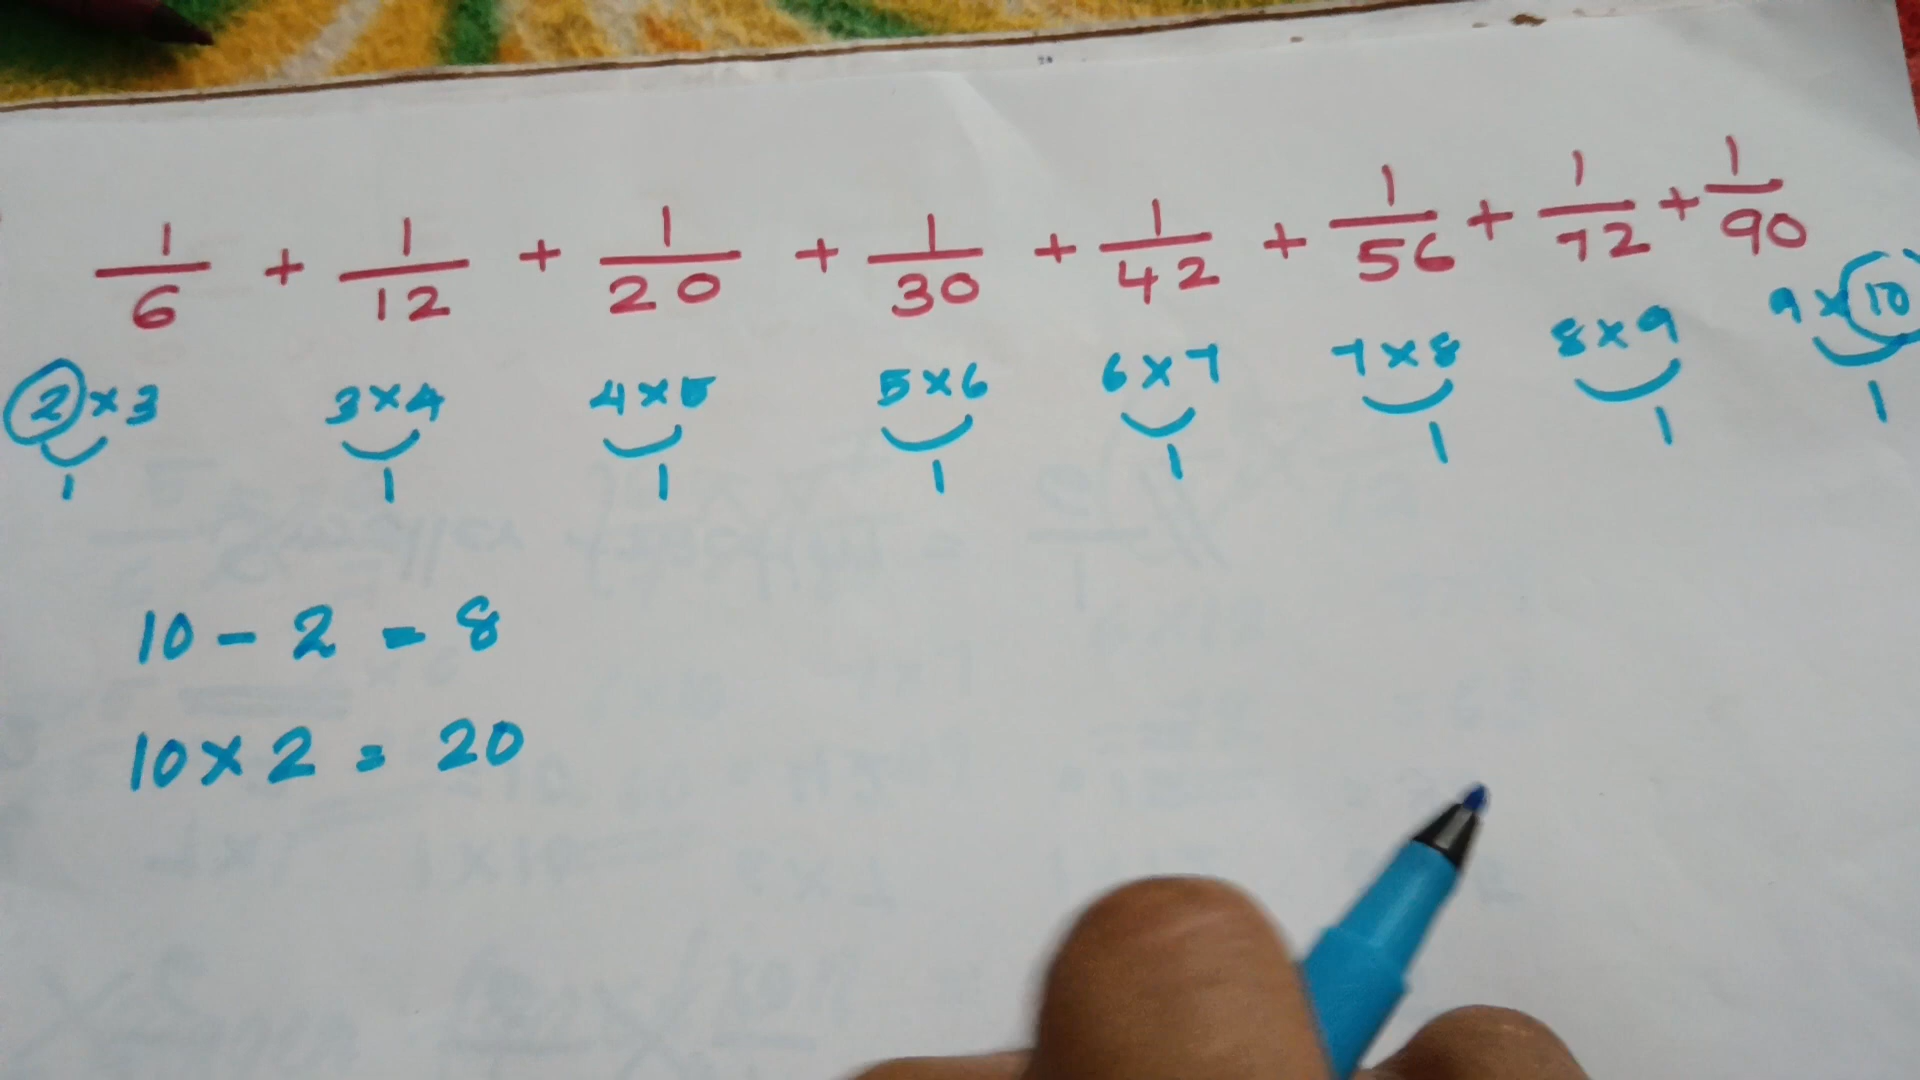 1/6 + 1/12 + 1/20 + 1/30 + 1/42 + 1/56 + 1/72 + 1/90
2×3 3×4 4×5 5×6 6×7 7×8 8×9 9×10
1 1 1 1 1 1 1 1
10 - 2 = 8
10 × 2 = 20